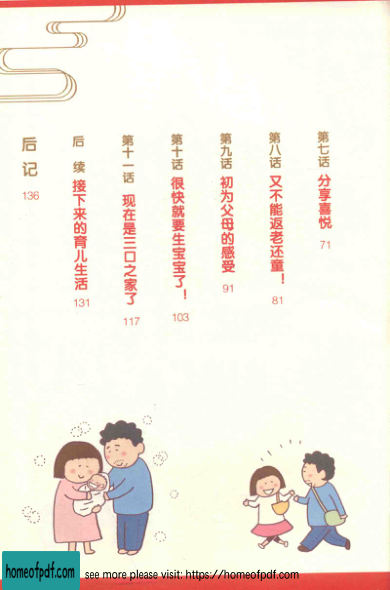 第七话 分享喜悦 71
第八话 又不能返老还童！ 81
第九话 初为父母的感受 91
第十话 很快就要生宝宝了！ 103
第十一话 现在是三口之家了 117
后 续 接下来的育儿生活 131
后记 136
homeofpdf.com
see more please visit: https://homeofpdf.com